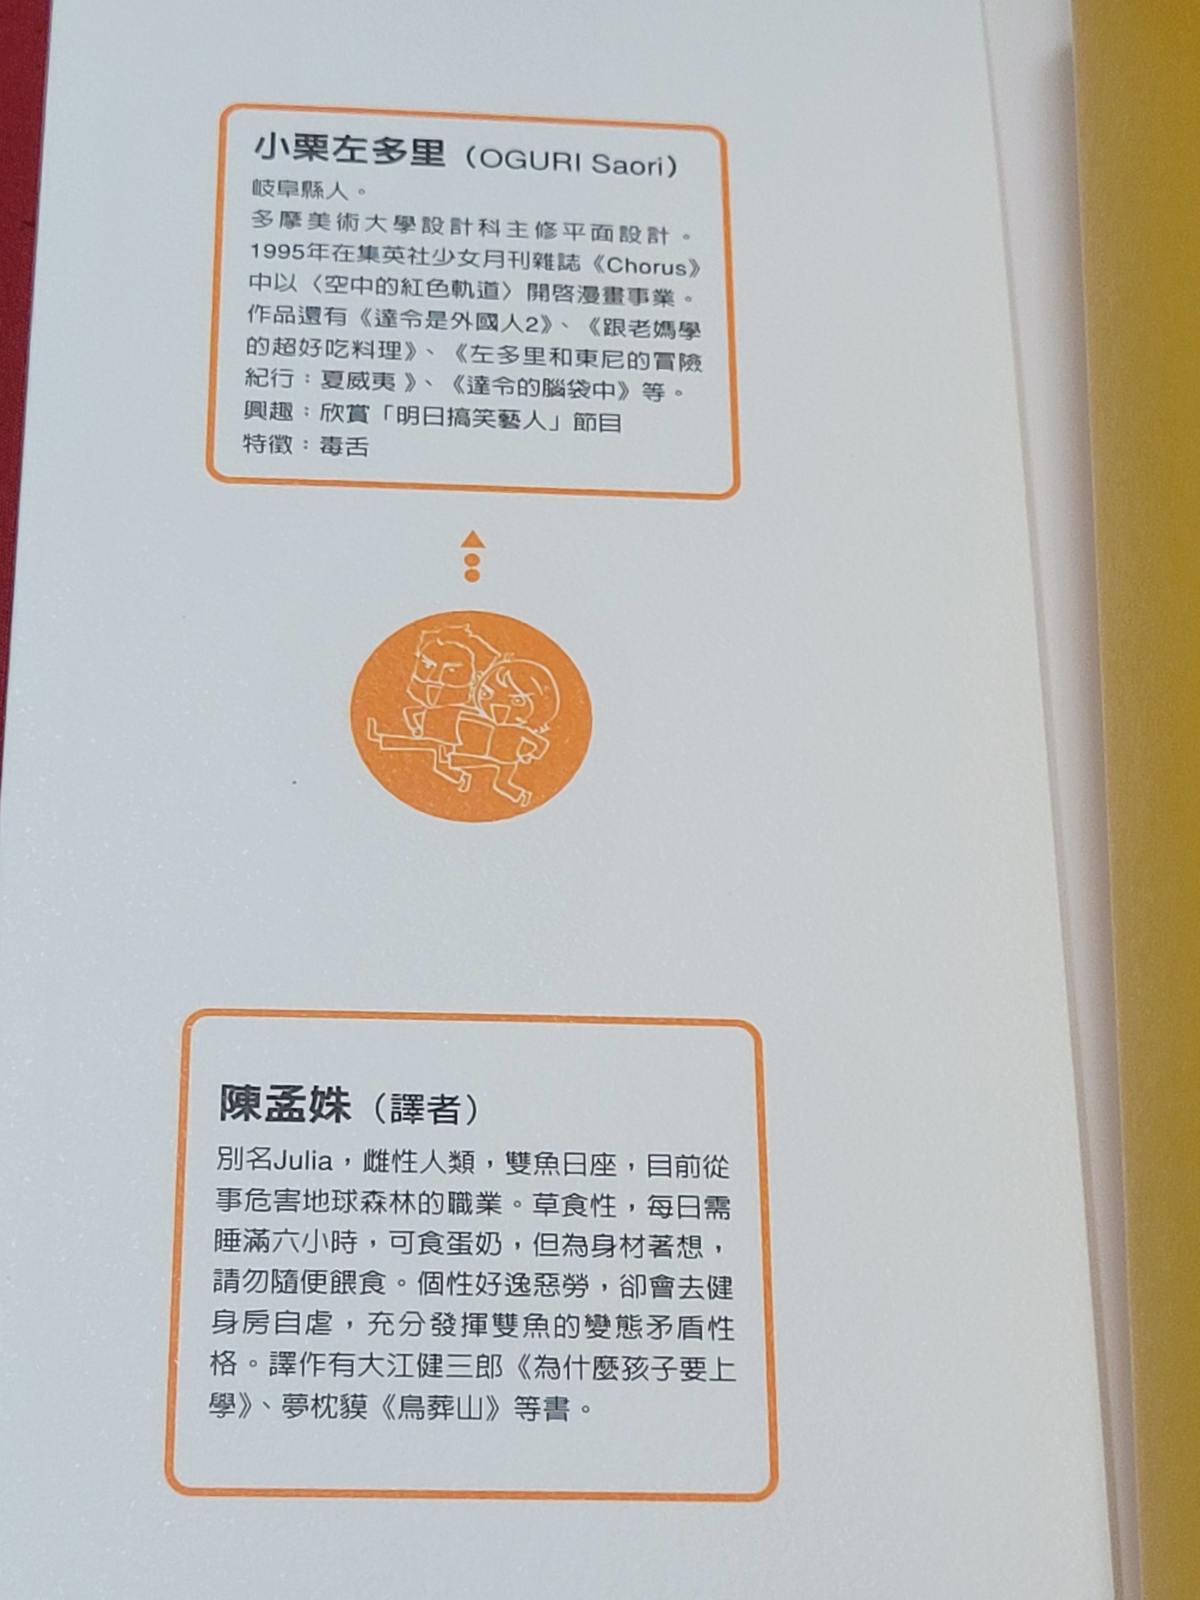 小栗左多里（OGURI Saori）
岐阜縣人。
多摩美術大學設計科主修平面設計。
1995年在集英社少女月刊雜誌《Chorus》
中以〈空中的紅色軌道〉開啓漫畫事業。
作品還有《達令是外國人2》、《跟老媽學
的超好吃料理》、《左多里和東尼的冒險
紀行：夏威夷》、《達令的腦袋中》等。
興趣：欣賞「明日搞笑藝人」節目
特徵：毒舌
陳孟姝（譯者）
別名Julia，雌性人類，雙魚日座，目前從
事危害地球森林的職業。草食性，每日需
睡滿六小時，可食蛋奶，但為身材著想，
請勿隨便餵食。個性好逸惡勞，卻會去健
身房自虐，充分發揮雙魚的變態矛盾性
格。譯作有大江健三郎《為什麼孩子要上
學》、夢枕貘《鳥葬山》等書。